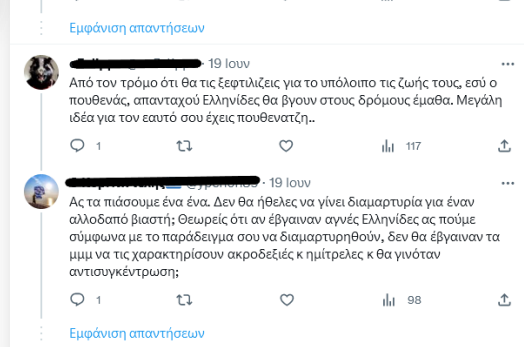 Εμφάνιση απαντήσεων
· 19 Ιουν
Από τον τρόμο ότι θα τις ξεφτιλιζεις για το υπόλοιπο τις ζωής τους, εσύ ο
πουθενάς, απανταχού Ελληνίδες θα βγουν στους δρόμους έμαθα. Μεγάλη
ιδέα για τον εαυτό σου έχεις πουθενατζη..
1 117
· 19 Ιουν
Ας τα πιάσουμε ένα ένα. Δεν θα ήθελες να γίνει διαμαρτυρία για έναν
αλλοδαπό βιαστή; Θεωρείς ότι αν έβγαιναν αγνές Ελληνίδες ας πούμε
σύμφωνα με το παράδειγμα σου να διαμαρτυρηθούν, δεν θα έβγαιναν τα
μμμ να τις χαρακτηρίσουν ακροδεξιές κ ημίτρελες κ θα γινόταν
αντισυγκέντρωση;
1 98
Εμφάνιση απαντήσεων